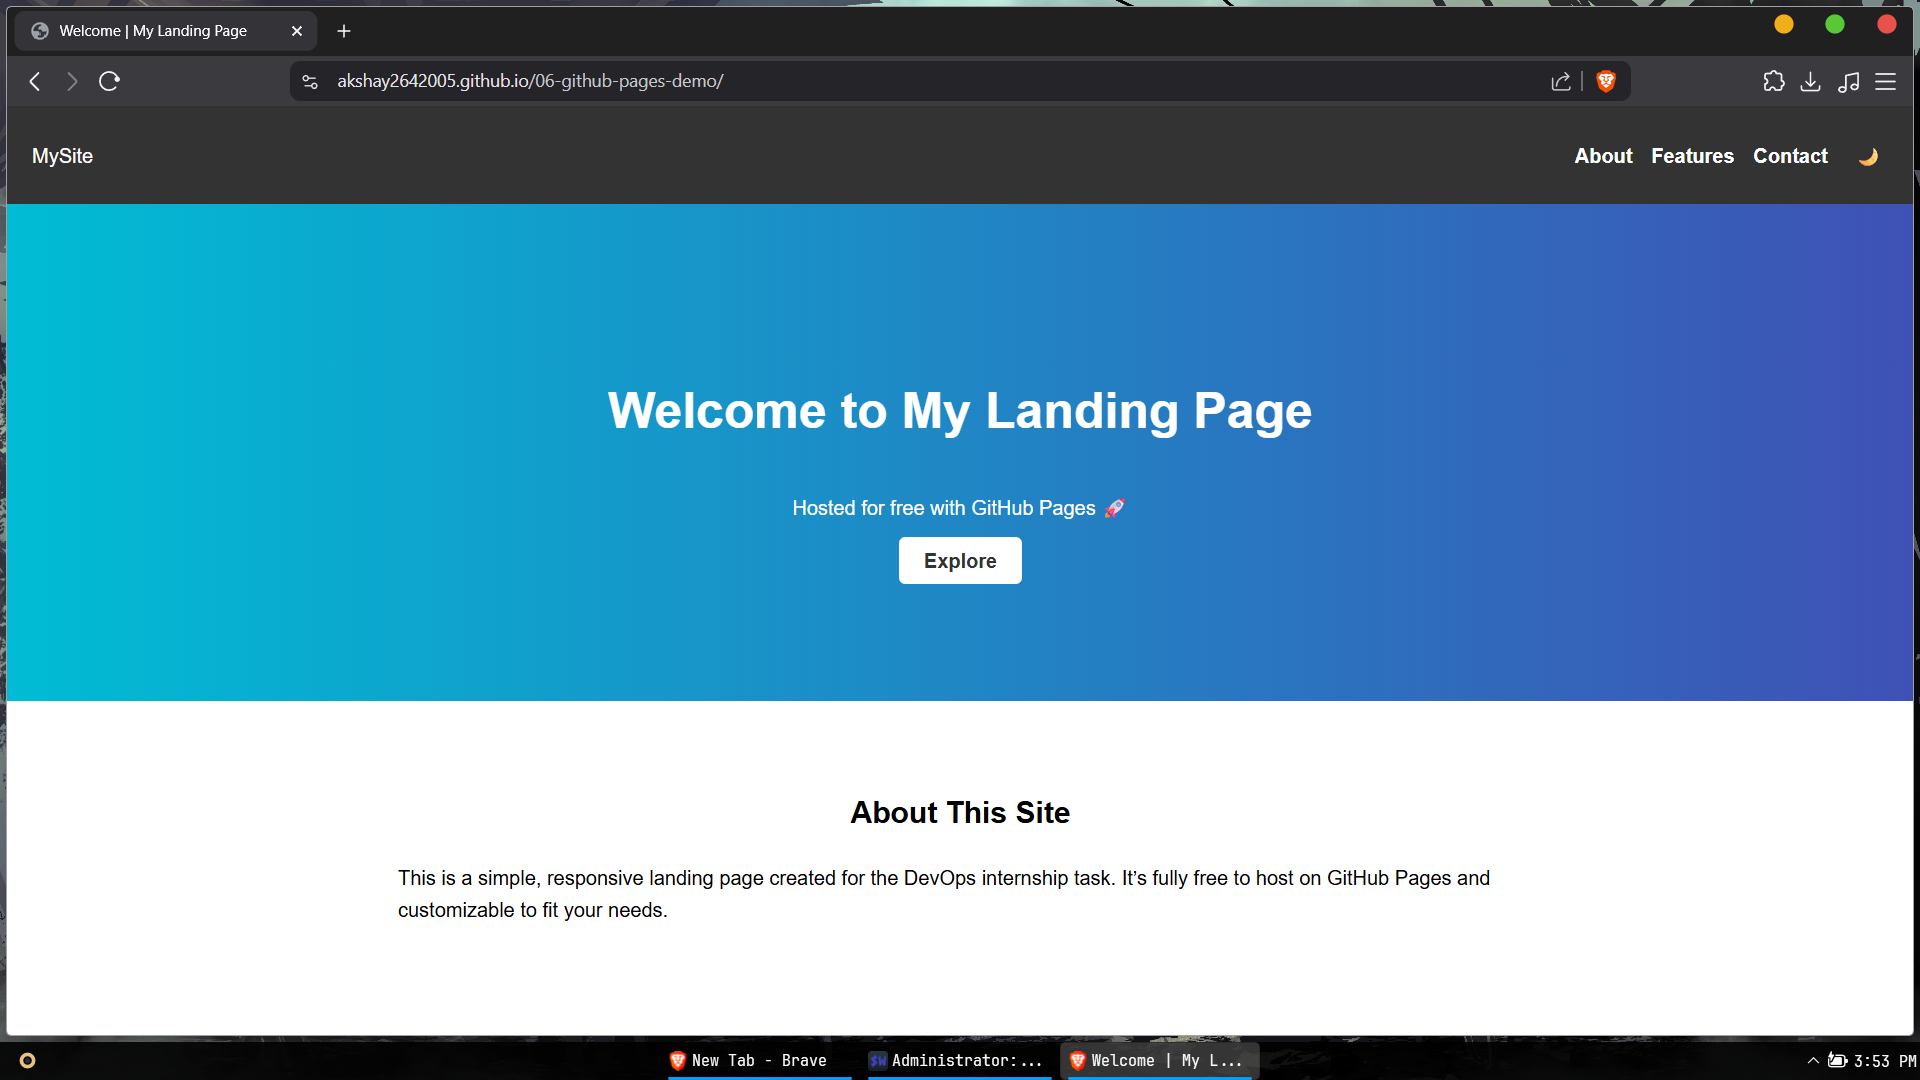 Welcome | My Landing Page
akshay2642005.github.io/06-github-pages-demo/
MySite
About Features Contact
Welcome to My Landing Page
Hosted for free with GitHub Pages 🚀
Explore
About This Site
This is a simple, responsive landing page created for the DevOps internship task. It’s fully free to host on GitHub Pages and
customizable to fit your needs.
New Tab - Brave
$W Administrator:...
Welcome | My L...
3:53 PM